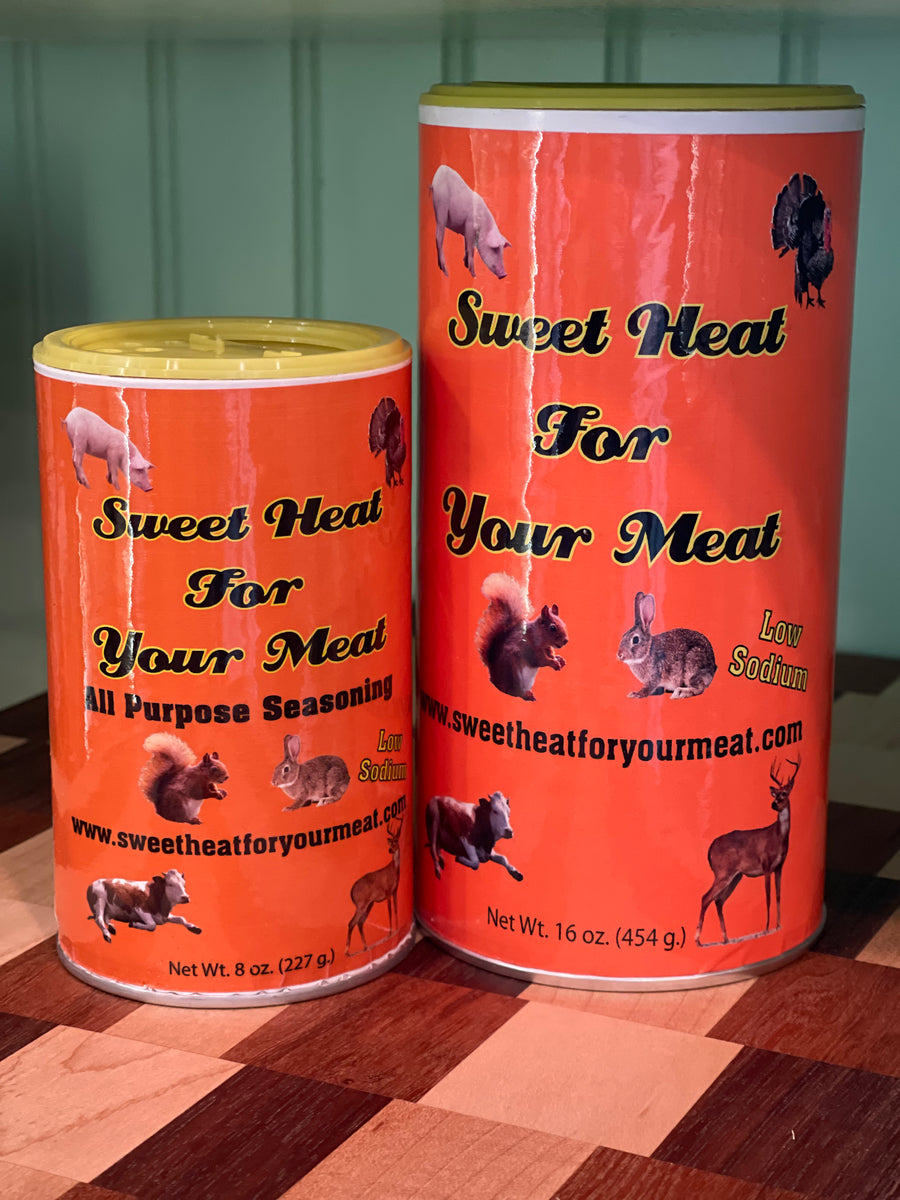 Sweet Heat
For
Your Meat
All Purpose Seasoning
Low
Sodium
www.sweetheatforyourmeat.com
Net Wt. 8 oz. (227 g.)
Sweet Heat
For
Your Meat
Low
Sodium
www.sweetheatforyourmeat.com
Net Wt. 16 oz. (454 g.)